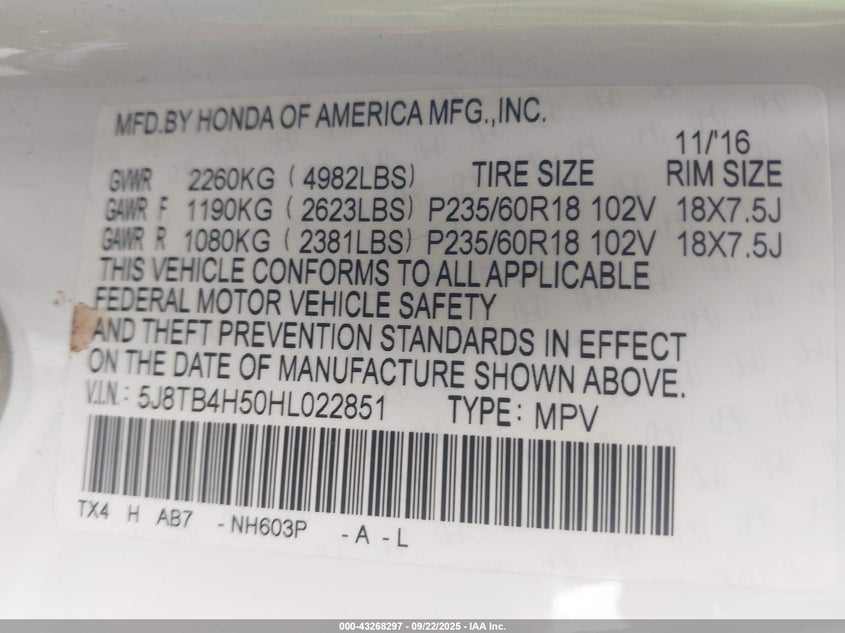 MFD.BY HONDA OF AMERICA MFG.,INC.
11/'16
GVWR 2260KG ( 4982LBS) TIRE SIZE RIM SIZE
GAWR F 1190KG ( 2623LBS) P235/60R18 102V 18X7.5J
GAWR R 1080KG ( 2381LBS) P235/60R18 102V 18X7.5J
THIS VEHICLE CONFORMS TO ALL APPLICABLE
FEDERAL MOTOR VEHICLE SAFETY
AND THEFT PREVENTION STANDARDS IN EFFECT
ON THE DATE OF MANUFACTURE SHOWN ABOVE.
V.I.N.: 5J8TB4H50HL022851 TYPE: MPV
TX4 H AB7 -NH603P -A -L
000-43268297 - 09/22/2025 - IAA Inc.